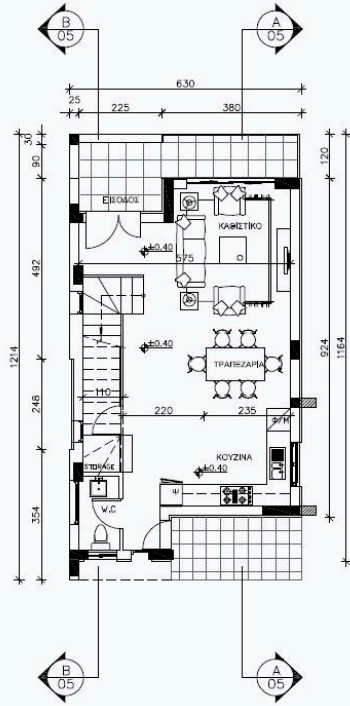 B
05
A
05
630
25
225
380
30
90
120
ΕΙΣΟΔΟΣ
ΚΑΘΙΣΤΙΚΟ
±0.40
575
492
1214
924
1164
±0.40
ΤΡΑΠΕΖΑΡΙΑ
248
110
220
235
Φ/Μ
ΚΟΥΖΙΝΑ
STORAGE
±0.40
Ψ
354
W.C
B
05
A
05